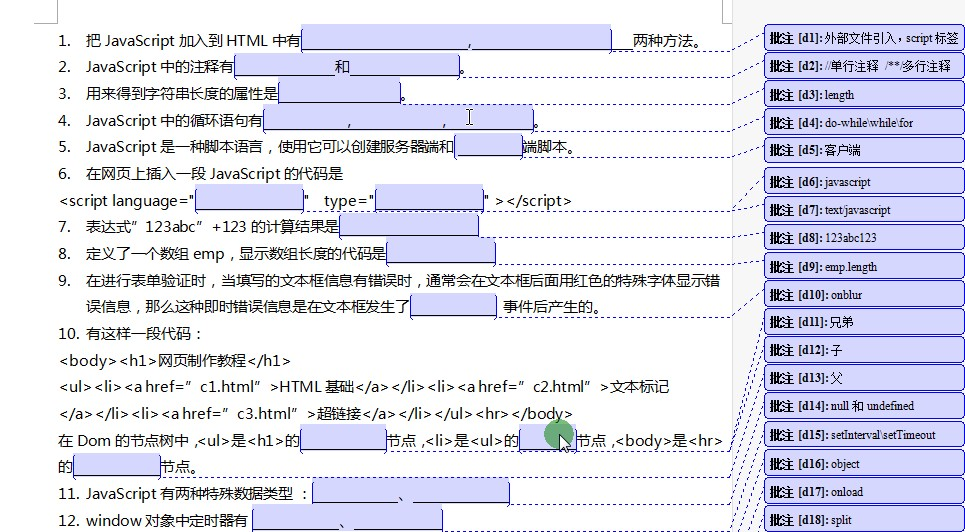 1. 把 JavaScript 加入到 HTML 中有 , 两种方法。
2. JavaScript 中的注释有 和 。
3. 用来得到字符串长度的属性是 。
4. JavaScript 中的循环语句有 , , 。
5. JavaScript 是一种脚本语言，使用它可以创建服务器端和 端脚本。
6. 在网页上插入一段 JavaScript 的代码是
<script language=" " type=" " ></script>
7. 表达式”123abc”+123 的计算结果是
8. 定义了一个数组 emp，显示数组长度的代码是
9. 在进行表单验证时，当填写的文本框信息有错误时，通常会在文本框后面用红色的特殊字体显示错
误信息，那么这种即时错误信息是在文本框发生了 事件后产生的。
10. 有这样一段代码：
<body><h1>网页制作教程</h1>
<ul><li><a href=”c1.html”>HTML 基础</a></li><li><a href=”c2.html”>文本标记
</a></li><li><a href=”c3.html”>超链接</a></li></ul><hr></body>
在 Dom 的节点树中,<ul>是<h1>的 节点,<li>是<ul>的 节点,<body>是<hr>
的 节点。
11. JavaScript 有两种特殊数据类型 ： 、
12. window 对象中定时器有 、
批注 [d1]: 外部文件引入，script 标签
批注 [d2]: //单行注释 /**/多行注释
批注 [d3]: length
批注 [d4]: do-while\while\for
批注 [d5]: 客户端
批注 [d6]: javascript
批注 [d7]: text/javascript
批注 [d8]: 123abc123
批注 [d9]: emp.length
批注 [d10]: onblur
批注 [d11]: 兄弟
批注 [d12]: 子
批注 [d13]: 父
批注 [d14]: null 和 undefined
批注 [d15]: setInterval\setTimeout
批注 [d16]: object
批注 [d17]: onload
批注 [d18]: split